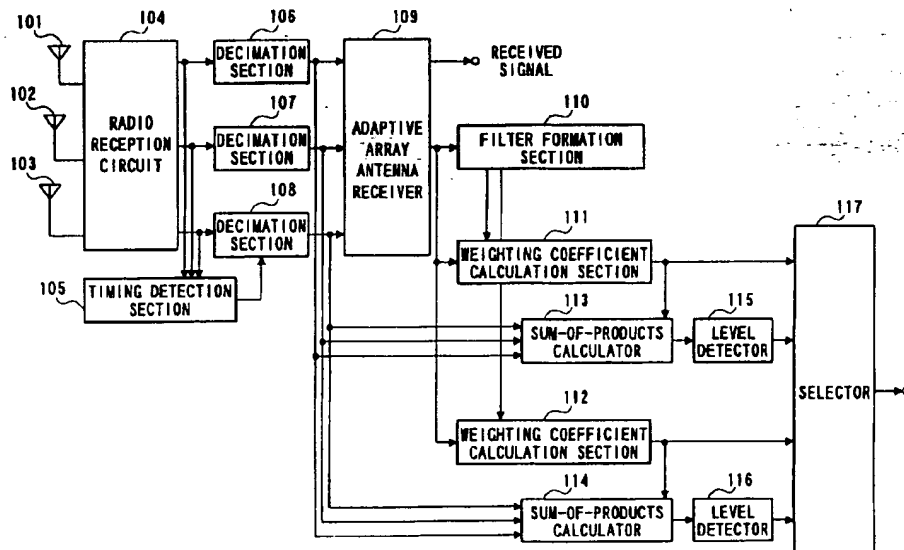 101
102
103
104
RADIO
RECEPTION
CIRCUIT
105
TIMING DETECTION
SECTION
106
DECIMATION
SECTION
107
DECIMATION
SECTION
108
DECIMATION
SECTION
109
ADAPTIVE
ARRAY
ANTENNA
RECEIVER
RECEIVED
SIGNAL
110
FILTER FORMATION
SECTION
111
WEIGHTING COEFFICIENT
CALCULATION SECTION
113
SUM-OF-PRODUCTS
CALCULATOR
115
LEVEL
DETECTOR
112
WEIGHTING COEFFICIENT
CALCULATION SECTION
114
SUM-OF-PRODUCTS
CALCULATOR
116
LEVEL
DETECTOR
117
SELECTOR